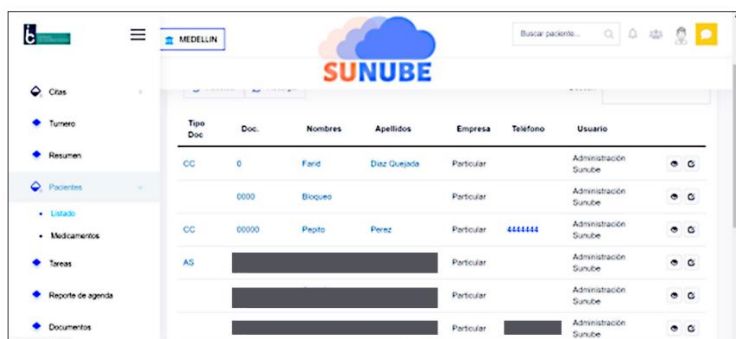 MEDELLIN
SUNUBE
Buscar paciente...
Citas
Turnero
Resumen
Pacientes
Listado
Medicamentos
Tareas
Reporte de agenda
Documentos
Tipo Doc Doc. Nombres Apellidos Empresa Teléfono Usuario
CC 0 Farid Diaz Quejada Particular Administración Sunube
0000 Bloqueo Particular Administración Sunube
CC 00000 Pepito Perez Particular 4444444 Administración Sunube
AS Particular Administración Sunube
Particular Administración Sunube
Particular Administración Sunube